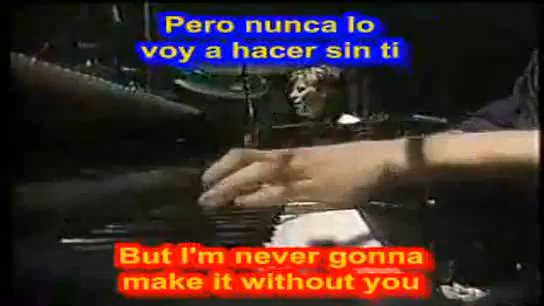 Pero nunca lo
voy a hacer sin ti
But I'm never gonna
make it without you